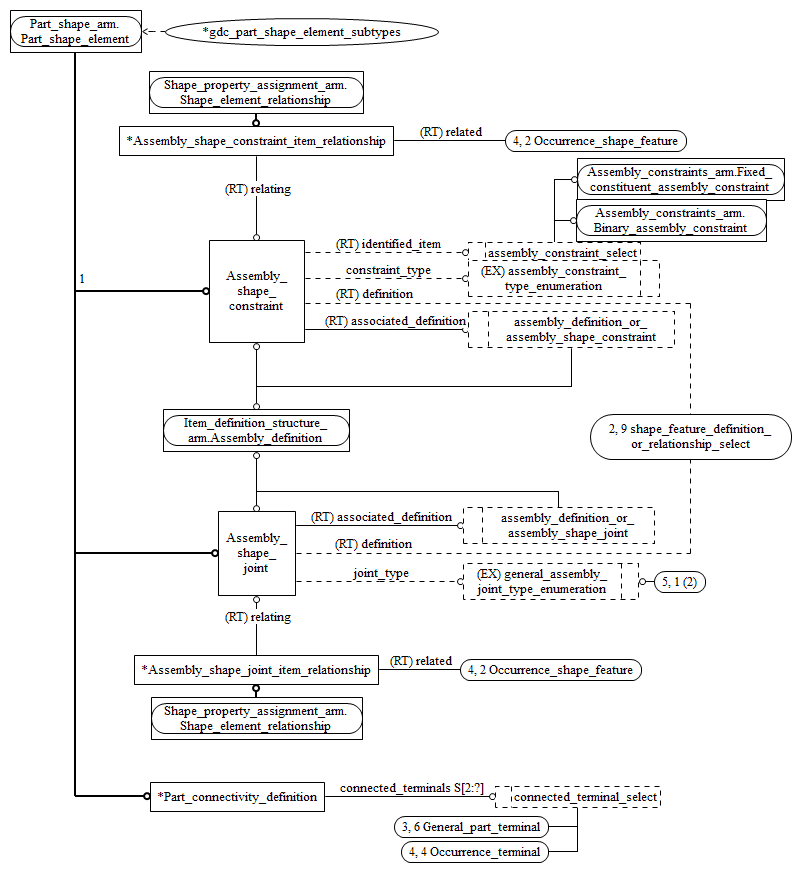 Part_shape_arm.
Part_shape_element
*gdc_part_shape_element_subtypes
Shape_property_assignment_arm.
Shape_element_relationship
*Assembly_shape_constraint_item_relationship
(RT) related
4, 2 Occurrence_shape_feature
(RT) relating
Assembly_constraints_arm.Fixed_
constituent_assembly_constraint
Assembly_constraints_arm.
Binary_assembly_constraint
1
Assembly_
shape_
constraint
(RT) identified_item
assembly_constraint_select
constraint_type
(EX) assembly_constraint_
type_enumeration
(RT) definition
(RT) associated_definition
assembly_definition_or_
assembly_shape_constraint
Item_definition_structure_
arm.Assembly_definition
2, 9 shape_feature_definition_
or_relationship_select
Assembly_
shape_
joint
(RT) associated_definition
assembly_definition_or_
assembly_shape_joint
(RT) definition
joint_type
(EX) general_assembly_
joint_type_enumeration
5, 1 (2)
(RT) relating
*Assembly_shape_joint_item_relationship
(RT) related
4, 2 Occurrence_shape_feature
Shape_property_assignment_arm.
Shape_element_relationship
*Part_connectivity_definition
connected_terminals S[2:?]
connected_terminal_select
3, 6 General_part_terminal
4, 4 Occurrence_terminal